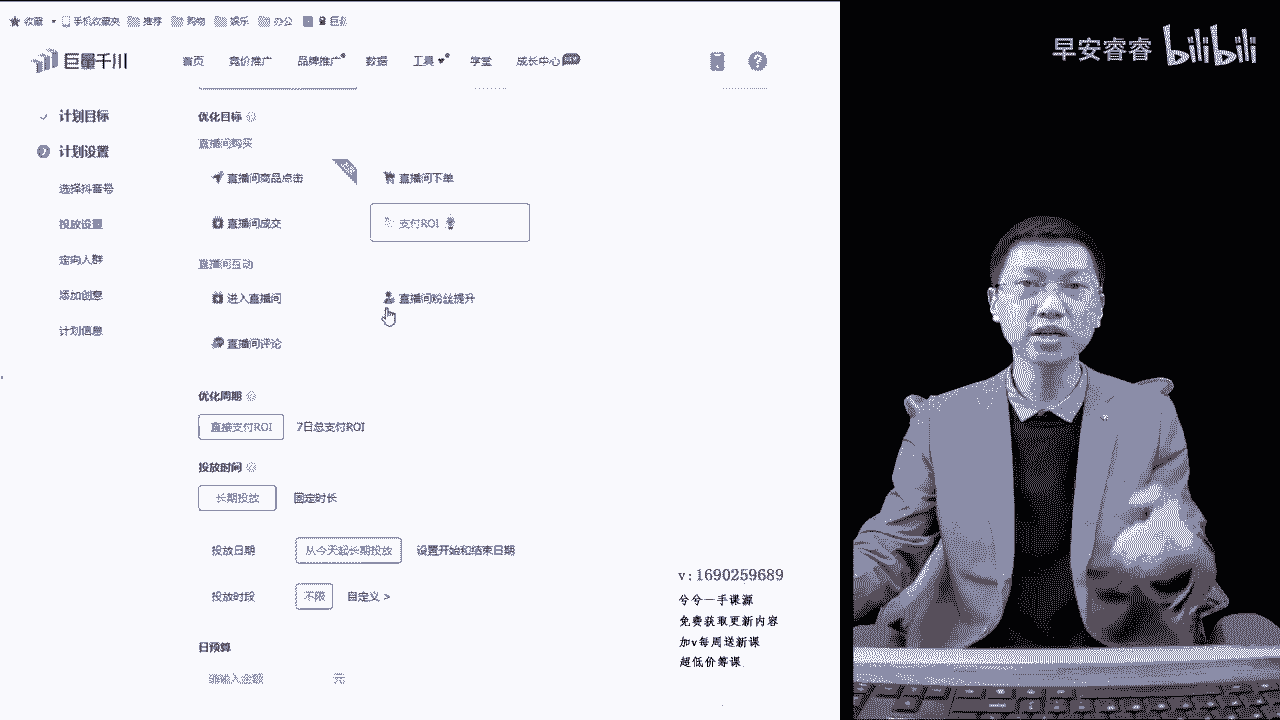 收藏 手机收藏夹 推荐 购物 娱乐 办公 巨量
巨量千川 首页 竞价推广 品牌推广 数据 工具 学堂 成长中心
早安睿睿 bilibili
计划目标
计划设置
选择抖音号
投放设置
定向人群
添加创意
计划信息
优化目标
直播间购买
直播间商品点击 直播间下单
直播间成交 支付ROI
直播间互动
进入直播间 直播间粉丝提升
直播间评论
优化周期
直接支付ROI 7日总支付ROI
投放时间
长期投放 固定时长
投放日期 从今天起长期投放 设置开始和结束日期
投放时段 不限 自定义 >
日预算
请输入金额 元
v:1690259689
兮兮一手课源
免费获取更新内容
加v每周送新课
超低价筹课